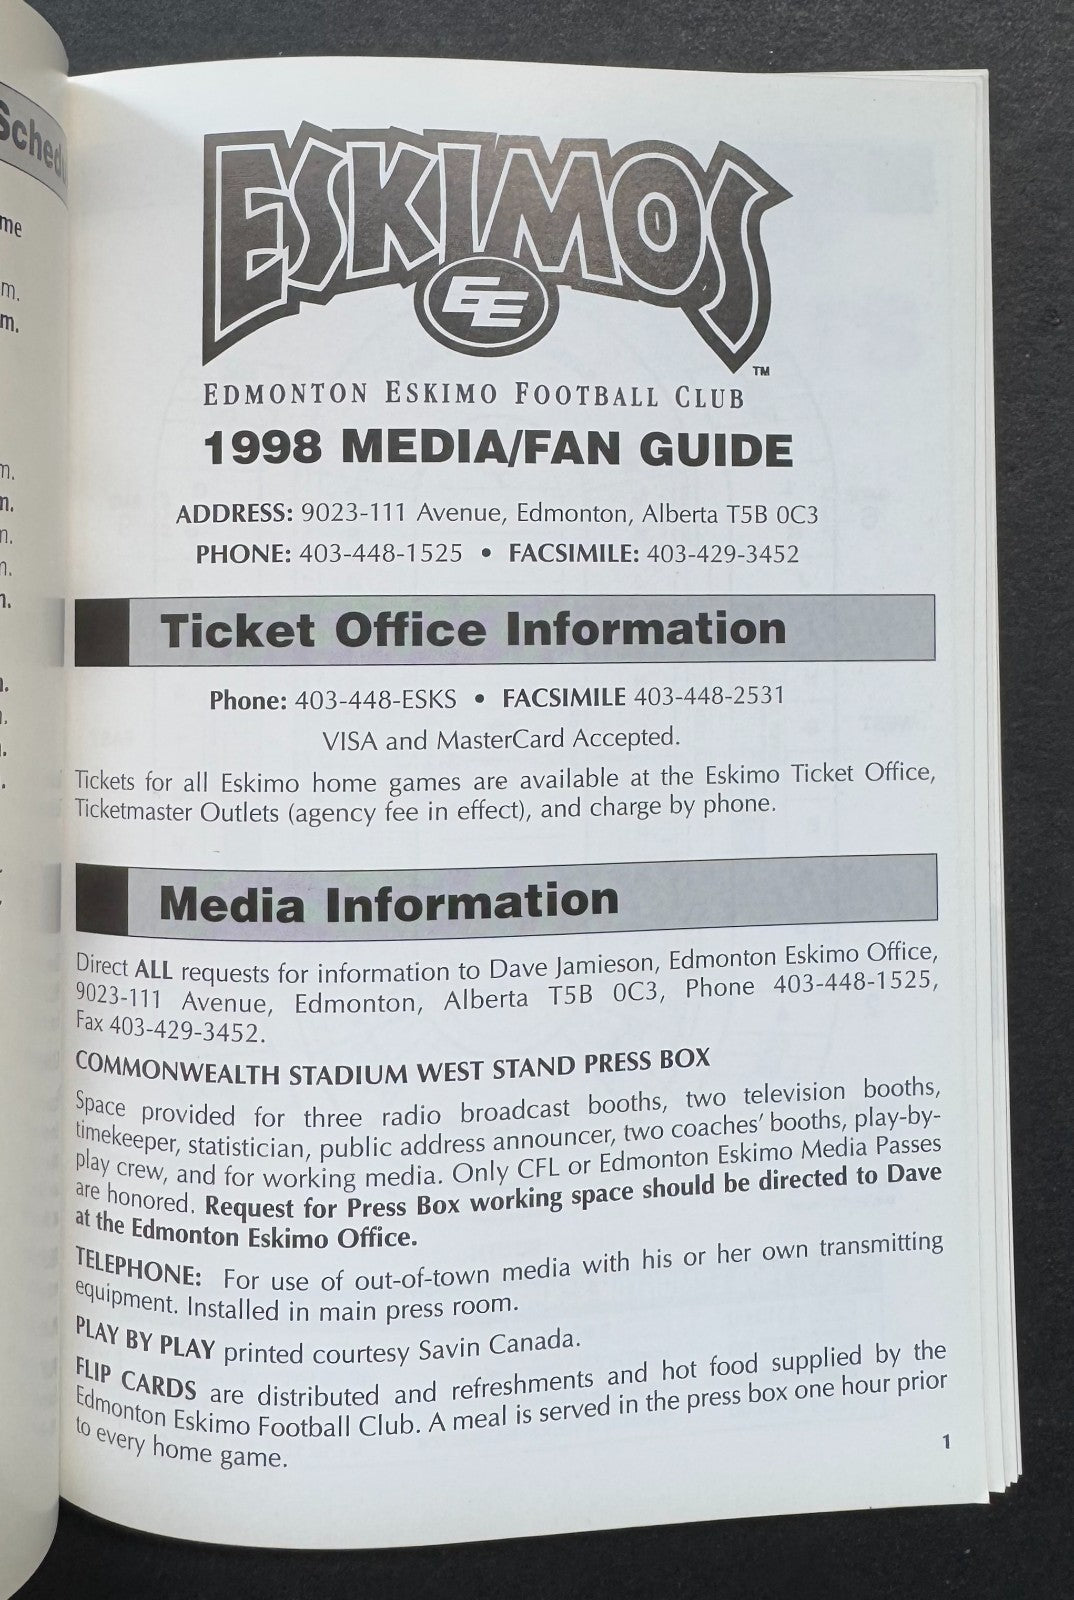 Sched
me
m.
m.
m.
m.
m.
m.
m.
ESKIMOS
EE
TM
EDMONTON ESKIMO FOOTBALL CLUB
1998 MEDIA/FAN GUIDE
ADDRESS: 9023-111 Avenue, Edmonton, Alberta T5B 0C3
PHONE: 403-448-1525 • FACSIMILE: 403-429-3452
Ticket Office Information
Phone: 403-448-ESKS • FACSIMILE 403-448-2531
VISA and MasterCard Accepted.
Tickets for all Eskimo home games are available at the Eskimo Ticket Office,
Ticketmaster Outlets (agency fee in effect), and charge by phone.
Media Information
Direct ALL requests for information to Dave Jamieson, Edmonton Eskimo Office,
9023-111 Avenue, Edmonton, Alberta T5B 0C3, Phone 403-448-1525,
Fax 403-429-3452.
COMMONWEALTH STADIUM WEST STAND PRESS BOX
Space provided for three radio broadcast booths, two television booths,
timekeeper, statistician, public address announcer, two coaches' booths, play-by-
play crew, and for working media. Only CFL or Edmonton Eskimo Media Passes
are honored. Request for Press Box working space should be directed to Dave
at the Edmonton Eskimo Office.
TELEPHONE: For use of out-of-town media with his or her own transmitting
equipment. Installed in main press room.
PLAY BY PLAY printed courtesy Savin Canada.
FLIP CARDS are distributed and refreshments and hot food supplied by the
Edmonton Eskimo Football Club. A meal is served in the press box one hour prior
to every home game.
1